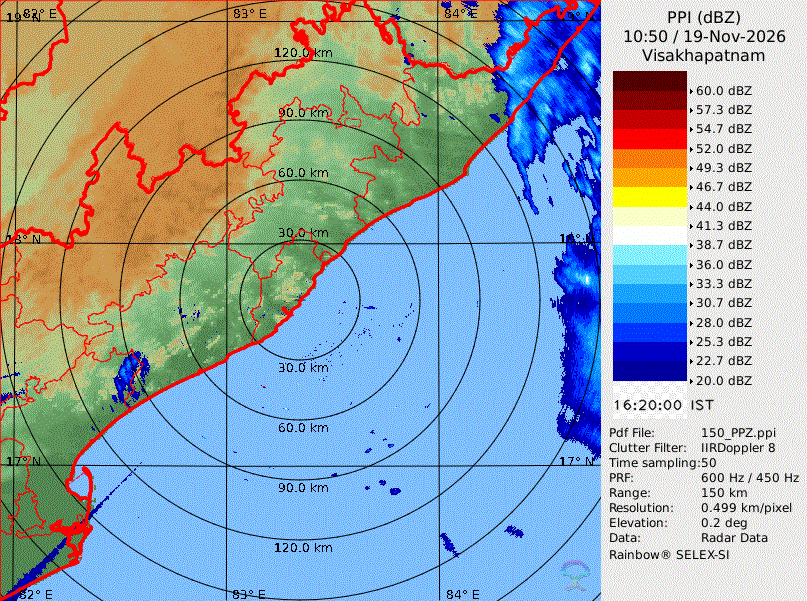 82° E
83° E
84° E
19° N
19° N
120.0 km
90.0 km
60.0 km
30.0 km
18° N
18° N
30.0 km
60.0 km
17° N
17° N
90.0 km
120.0 km
82° E
83° E
84° E
PPI (dBZ)
10:50 / 19-Nov-2026
Visakhapatnam
60.0 dBZ
57.3 dBZ
54.7 dBZ
52.0 dBZ
49.3 dBZ
46.7 dBZ
44.0 dBZ
41.3 dBZ
38.7 dBZ
36.0 dBZ
33.3 dBZ
30.7 dBZ
28.0 dBZ
25.3 dBZ
22.7 dBZ
20.0 dBZ
16:20:00 IST
Pdf File: 150_PPZ.ppi
Clutter Filter: IIRDoppler 8
Time sampling:50
PRF: 600 Hz / 450 Hz
Range: 150 km
Resolution: 0.499 km/pixel
Elevation: 0.2 deg
Data: Radar Data
Rainbow® SELEX-SI